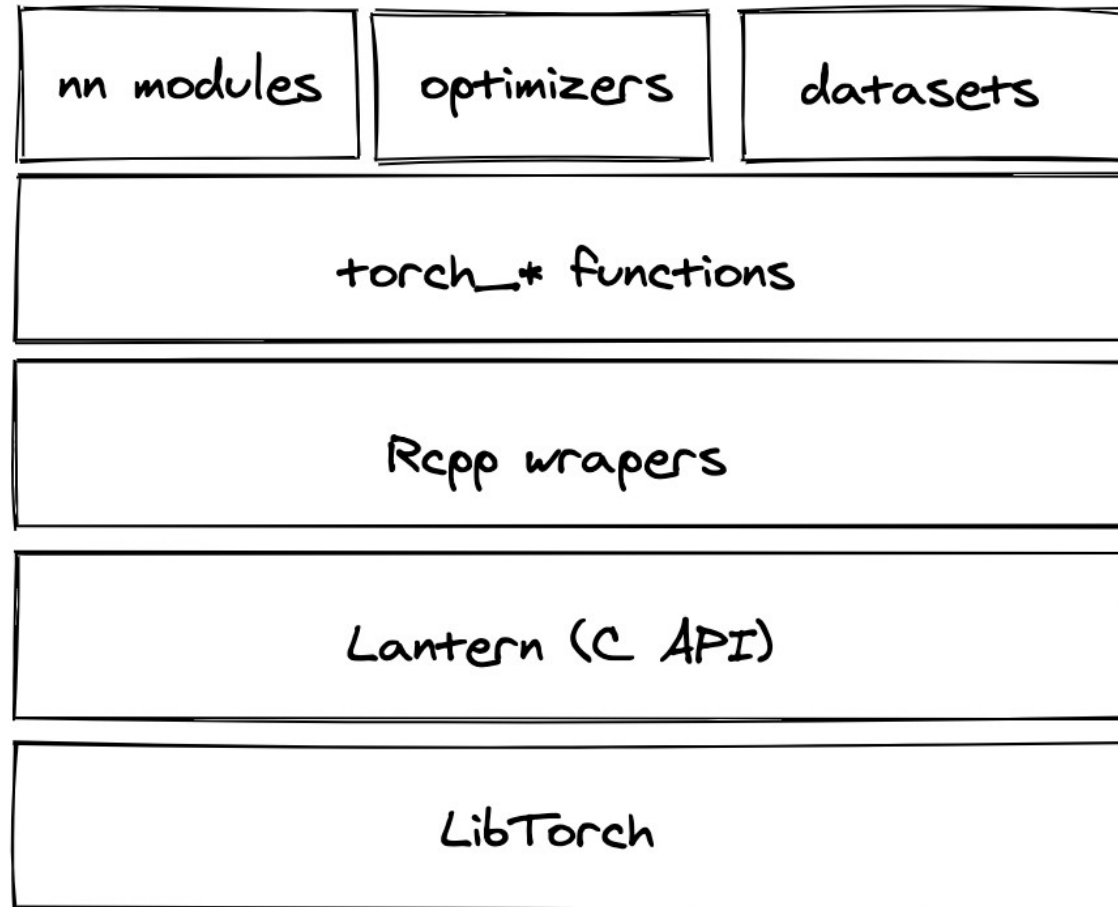 nn modules
optimizers
datasets
torch_* functions
Rcpp wrapers
Lantern (C API)
LibTorch